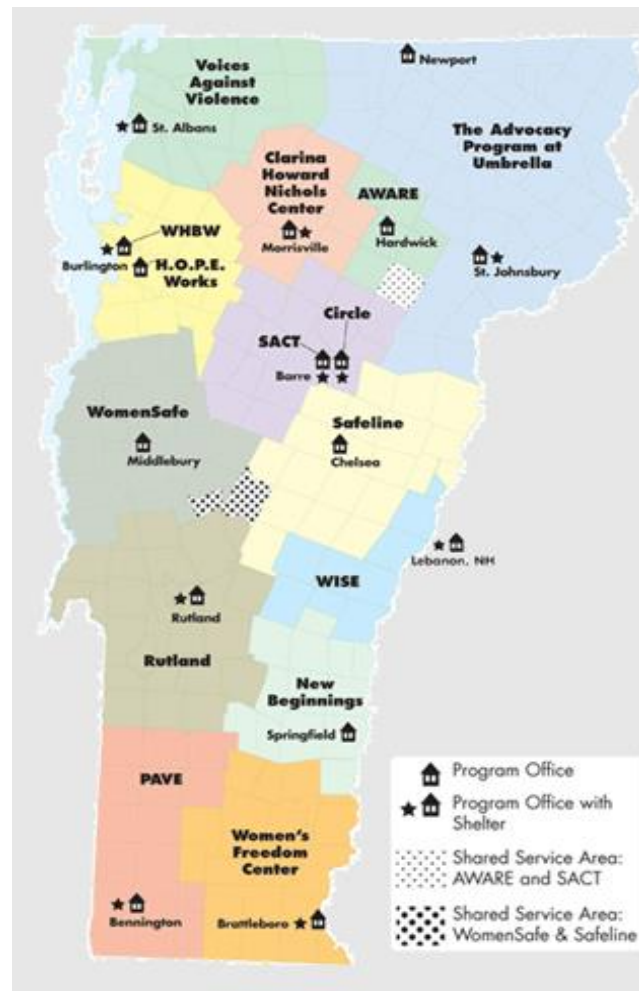 Voices
Against
Violence
St. Albans
Newport
The Advocacy
Program at
Umbrella
Clarina
Howard
Nichols
Center
Morrisville
AWARE
Hardwick
St. Johnsbury
WHBW
Burlington
H.O.P.E.
Works
Circle
SACT
Barre
WomenSafe
Middlebury
Safeline
Chelsea
Lebanon, NH
WISE
Rutland
Rutland
New
Beginnings
Springfield
PAVE
Bennington
Women's
Freedom
Center
Brattleboro
Program Office
Program Office with
Shelter
Shared Service Area:
AWARE and SACT
Shared Service Area:
WomenSafe & Safeline